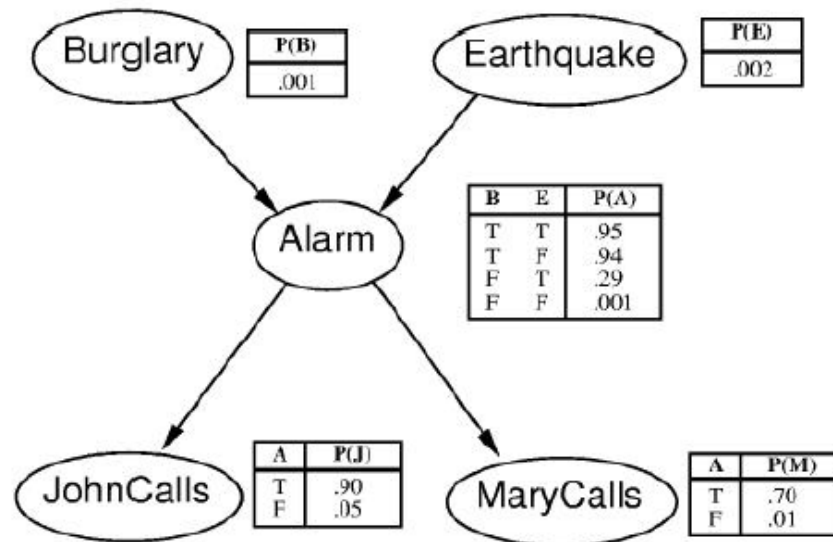 Burglary
P(B)
.001
Earthquake
P(E)
.002
Alarm
B E P(A)
T T .95
T F .94
F T .29
F F .001
JohnCalls
A P(J)
T .90
F .05
MaryCalls
A P(M)
T .70
F .01